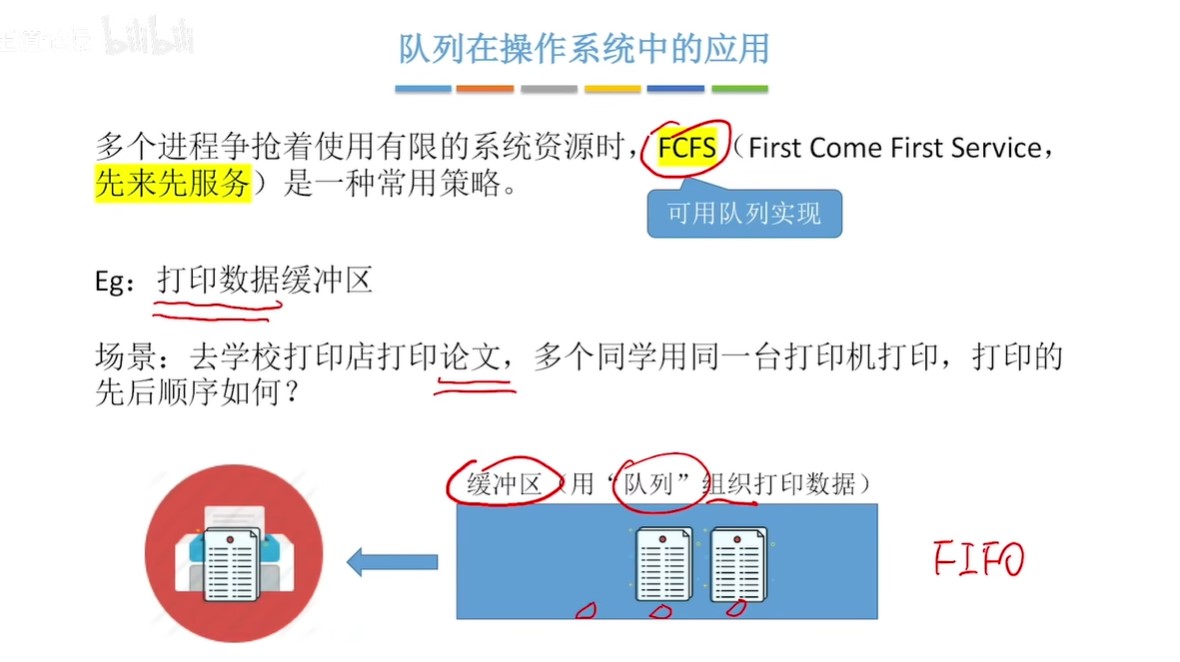 bilibili
队列在操作系统中的应用
多个进程争抢着使用有限的系统资源时，FCFS（First Come First Service，
先来先服务）是一种常用策略。
可用队列实现
Eg：打印数据缓冲区
场景：去学校打印店打印论文，多个同学用同一台打印机打印，打印的
先后顺序如何？
缓冲区（用“队列”组织打印数据）
FIFO